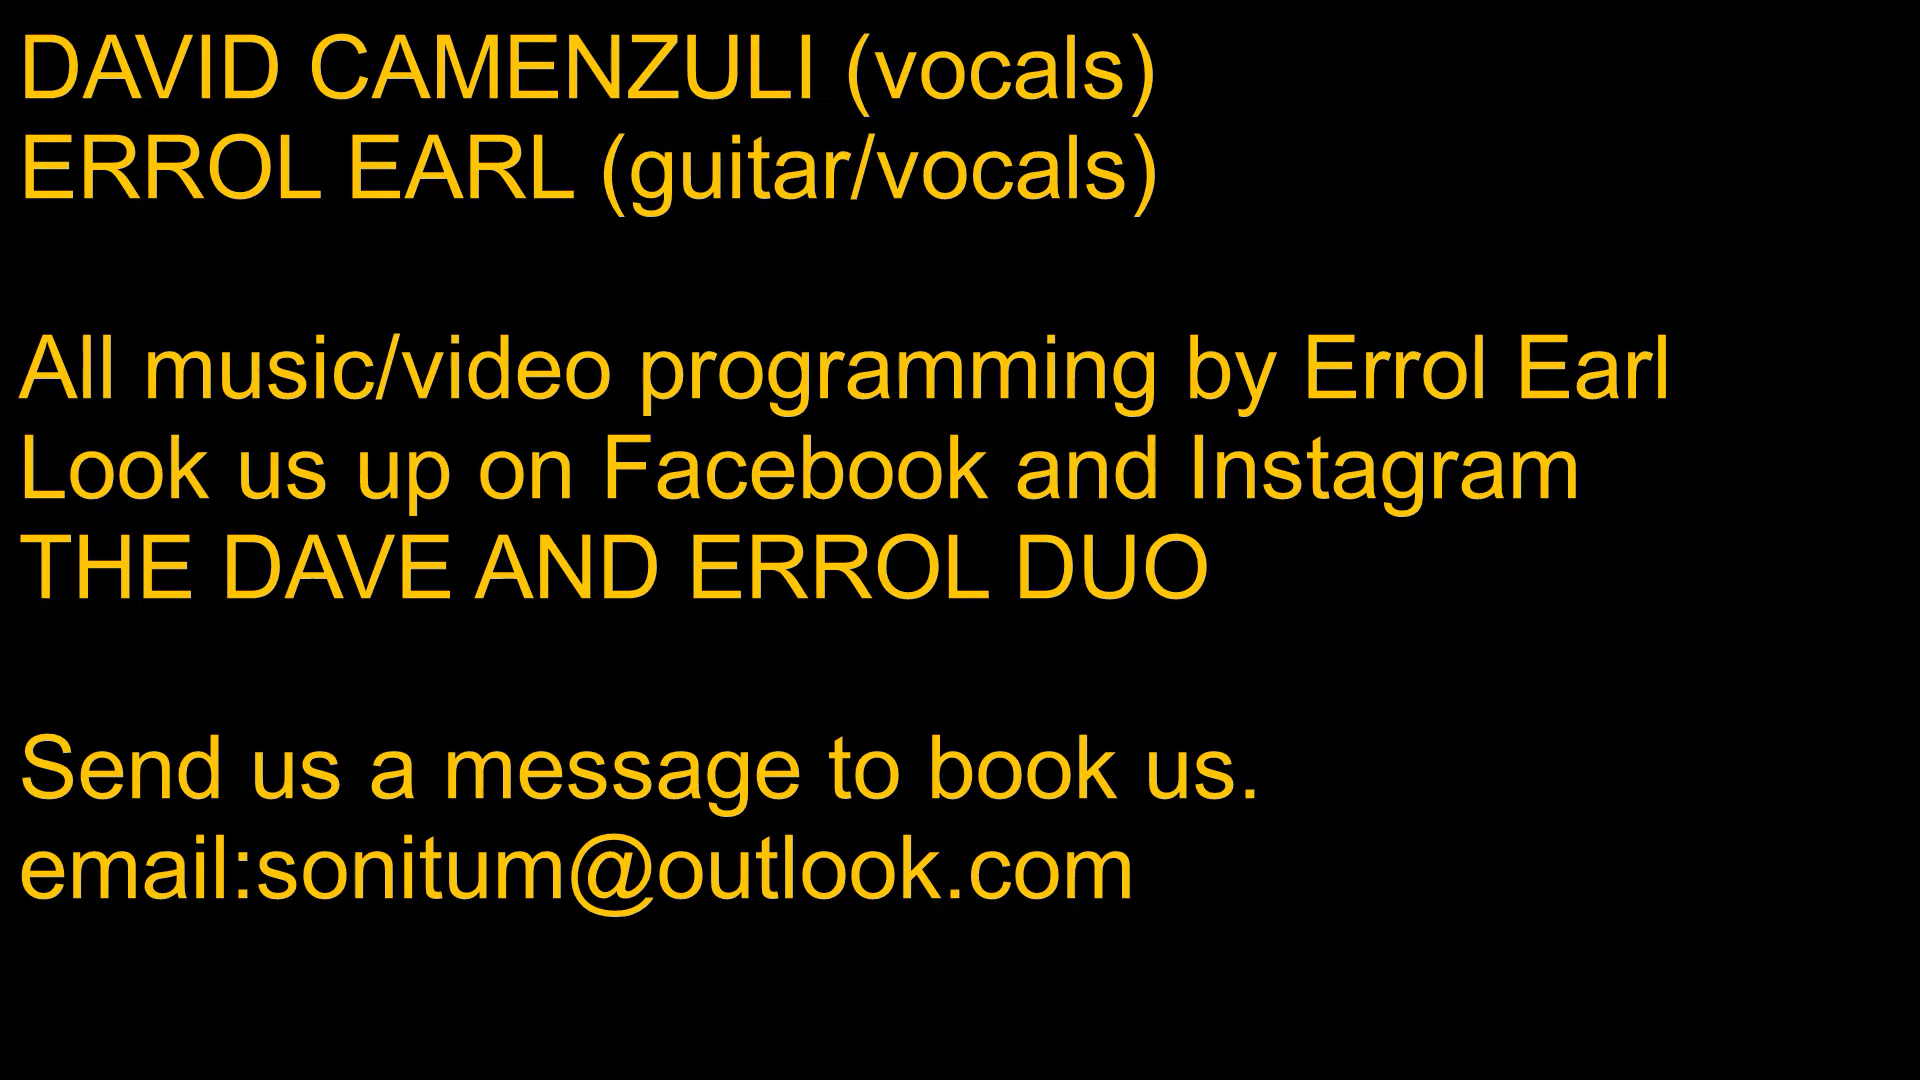 DAVID CAMENZULI (vocals)
ERROL EARL (guitar/vocals)
All music/video programming by Errol Earl
Look us up on Facebook and Instagram
THE DAVE AND ERROL DUO
Send us a message to book us.
email:sonitum@outlook.com